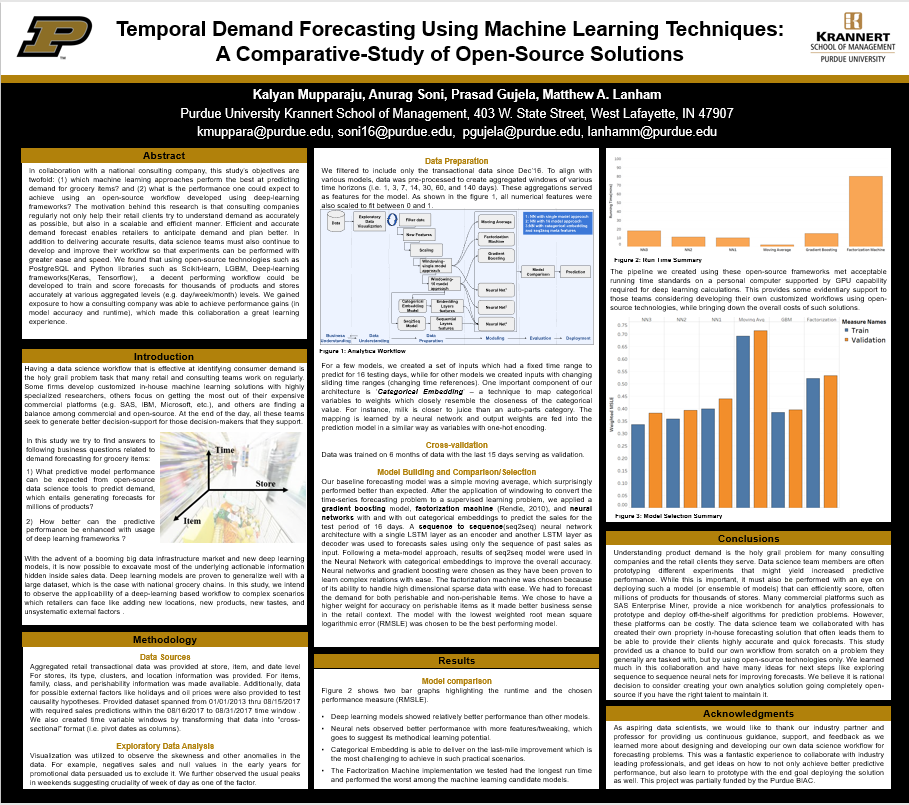 Temporal Demand Forecasting Using Machine Learning Techniques:
A Comparative-Study of Open-Source Solutions
KRANNERT
SCHOOL OF MANAGEMENT
PURDUE UNIVERSITY
Kalyan Mupparaju, Anurag Soni, Prasad Gujela, Matthew A. Lanham
Purdue University Krannert School of Management, 403 W. State Street, West Lafayette, IN 47907
kmuppara@purdue.edu, soni16@purdue.edu, pgujela@purdue.edu, lanhamm@purdue.edu
Abstract
In collaboration with a national consulting company, this study's objectives are
twofold: (1) which machine learning approaches perform the best at predicting
demand for grocery items? and (2) what is the performance one could expect to
achieve using an open-source workflow developed using deep-learning
frameworks? The motivation behind this research is that consulting companies
regularly not only help their retail clients try to understand demand as accurately
as possible, but also in a scalable and efficient manner. Efficient and accurate
demand forecast enables retailers to anticipate demand and plan better. In
addition to delivering accurate results, data science teams must also continue to
develop and improve their workflow so that experiments can be performed with
greater ease and speed. We found that using open-source technologies such as
PostgreSQL and Python libraries such as Scikit-learn, LGBM, Deep-learning
frameworks(Keras, Tensorflow), a decent performing workflow could be
developed to train and score forecasts for thousands of products and stores
accurately at various aggregated levels (e.g. day/week/month) levels. We gained
exposure to how a consulting company was able to achieve performance gains (in
model accuracy and runtime), which made this collaboration a great learning
experience.
Introduction
Having a data science workflow that is effective at identifying consumer demand is
the holy grail problem task that many retail and consulting teams work on regularly.
Some firms develop customized in-house machine learning solutions with highly
specialized researchers, others focus on getting the most out of their expensive
commercial platforms (e.g. SAS, IBM, Microsoft, etc.), and others are finding a
balance among commercial and open-source. At the end of the day, all these teams
seek to generate better decision-support for those decision-makers that they support.
In this study we try to find answers to
following business questions related to
demand forecasting for grocery items:
1) What predictive model performance
can be expected from open-source
data science tools to predict demand,
which entails generating forecasts for
millions of products?
2) How better can the predictive
performance be enhanced with usage
of deep learning frameworks ?
Time
Store
Item
With the advent of a booming big data infrastructure market and new deep learning
models, it is now possible to excavate most of the underlying actionable information
hidden inside sales data. Deep learning models are proven to generalize well with a
large dataset, which is the case with national grocery chains. In this study, we intend
to observe the applicability of a deep-learning based workflow to complex scenarios
which retailers can face like adding new locations, new products, new tastes, and
unsystematic external factors .
Methodology
Data Sources
Aggregated retail transactional data was provided at store, item, and date level
For stores, its type, clusters, and location information was provided. For items,
family, class, and perishability information was made available. Additionally, data
for possible external factors like holidays and oil prices were also provided to test
causality hypotheses. Provided dataset spanned from 01/01/2013 thru 08/15/2017
with required sales predictions within the 08/16/2017 to 08/31/2017 time window .
We also created time variable windows by transforming that data into "cross-
sectional" format (i.e. pivot dates as columns).
Exploratory Data Analysis
Visualization was utilized to observe the skewness and other anomalies in the
data. For example, negatives sales and null values in the early years for
promotional data persuaded us to exclude it. We further observed the usual peaks
in weekends suggesting cruciality of week of day as one of the factor.
Data Preparation
We filtered to include only the transactional data since Dec'16. To align with
various models, data was pre-processed to create aggregated windows of various
time horizons (i.e. 1, 3, 7, 14, 30, 60, and 140 days). These aggregations served
as features for the model. As shown in the figure 1, all numerical features were
also scaled to fit between 0 and 1.
Data
Exploratory Data Visualization
Filter data
New Features
Scaling
Windowing-single model approach
Windowing-16 model approach
Categorical Embedding Model
Embedding Layers features
Seq2Seq Model
Sequential Layers features
Moving Average
Factorization Machine
Gradient Boosting
Neural Net¹
Neural Net²
Neural Net³
1: NN with single model approach
2: NN with 16 model approach
3: NN with categorical embedding and seq2seq meta features
Model Comparison
Prediction
Business Understanding
Data Understanding
Data Preparation
Modeling
Evaluation
Deployment
Figure 1: Analytics Workflow
For a few models, we created a set of inputs which had a fixed time range to
predict for 16 testing days, while for other models we created inputs with changing
sliding time ranges (changing time references). One important component of our
architecture is 'Categorical Embedding' – a technique to map categorical
variables to weights which closely resemble the closeness of the categorical
value. For instance, milk is closer to juice than an auto-parts category. The
mapping is learned by a neural network and output weights are fed into the
prediction model in a similar way as variables with one-hot encoding.
Cross-validation
Data was trained on 6 months of data with the last 15 days serving as validation.
Model Building and Comparison/Selection
Our baseline forecasting model was a simple moving average, which surprisingly
performed better than expected. After the application of windowing to convert the
time-series forecasting problem to a supervised learning problem, we applied a
gradient boosting model, factorization machine (Rendle, 2010), and neural
networks with and with out categorical embeddings to predict the sales for the
test period of 16 days. A sequence to sequence(seq2seq) neural network
architecture with a single LSTM layer as an encoder and another LSTM layer as
decoder was used to forecasts sales using only the sequence of past sales as
input. Following a meta-model approach, results of seq2seq model were used in
the Neural Network with categorical embeddings to improve the overall accuracy.
Neural networks and gradient boosting were chosen as they have been proven to
learn complex relations with ease. The factorization machine was chosen because
of its ability to handle high dimensional sparse data with ease. We had to forecast
the demand for both perishable and non-perishable items. We chose to have a
higher weight for accuracy on perishable items as it made better business sense
in the retail context. The model with the lowest weighted root mean square
logarithmic error (RMSLE) was chosen to be the best performing model.
Results
Model comparison
Figure 2 shows two bar graphs highlighting the runtime and the chosen
performance measure (RMSLE).
• Deep learning models showed relatively better performance than other models.
• Neural nets observed better performance with more features/tweaking, which
goes to suggest its methodical learning potential.
• Categorical Embedding is able to deliver on the last-mile improvement which is
the most challenging to achieve in such practical scenarios.
• The Factorization Machine implementation we tested had the longest run time
and performed the worst among the machine learning candidate models.
100
90
80
70
60
50
40
30
20
10
0
Running Time(mins)
NN3 NN2 NN1 Moving Average Gradient Boosting Factorization Machine
Figure 2: Run Time Summary
The pipeline we created using these open-source frameworks met acceptable
running time standards on a personal computer supported by GPU capability
required for deep learning calculations. This provides some evidentiary support to
those teams considering developing their own customized workflows using open-
source technologies, while bringing down the overall costs of such solutions.
NN3 NN2 NN1 Moving Avg GBM Factorization
Measure Names
Train
Validation
0.75
0.70
0.65
0.60
0.55
0.50
0.45
0.40
0.35
0.30
0.25
0.20
0.15
0.10
0.05
0.00
Weighted RMSLE
Figure 3: Model Selection Summary
Conclusions
Understanding product demand is the holy grail problem for many consulting
companies and the retail clients they serve. Data science team members are often
prototyping different experiments that might yield increased predictive
performance. While this is important, it must also be performed with an eye on
deploying such a model (or ensemble of models) that can efficiently score, often
millions of products for thousands of stores. Many commercial platforms such as
SAS Enterprise Miner, provide a nice workbench for analytics professionals to
prototype and deploy off-the-shelf algorithms for prediction problems. However,
these platforms can be costly. The data science team we collaborated with has
created their own propriety in-house forecasting solution that often leads them to
be able to provide their clients highly accurate and quick forecasts. This study
provided us a chance to build our own workflow from scratch on a problem they
generally are tasked with, but by using open-source technologies only. We learned
much in this collaboration and have many ideas for next steps like exploring
sequence to sequence neural nets for improving forecasts. We believe it is rational
decision to consider creating your own analytics solution going completely open-
source if you have the right talent to maintain it.
Acknowledgments
As aspiring data scientists, we would like to thank our industry partner and
professor for providing us continuous guidance, support, and feedback as we
learned more about designing and developing our own data science workflow for
forecasting problems. This was a fantastic experience to collaborate with industry
leading professionals, and get ideas on how to not only achieve better predictive
performance, but also learn to prototype with the end goal deploying the solution
as well. This project was partially funded by the Purdue BIAC.